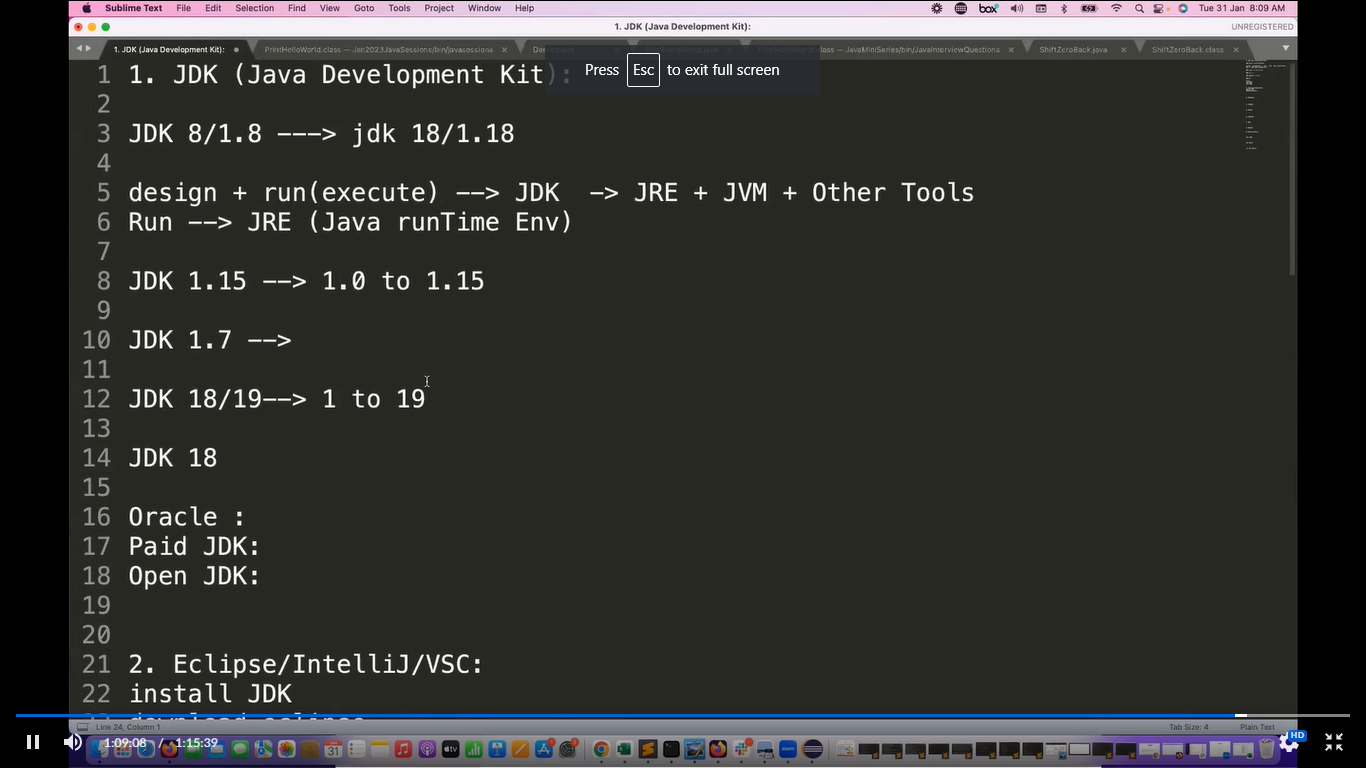 Sublime Text File Edit Selection Find View Goto Tools Project Window Help box Tue 31 Jan 8:09 AM
1. JDK (Java Development Kit): UNREGISTERED
1. JDK (Java Development Kit): PrintHelloWorld.class — Jan2023JavaSessions/bin/javasessions class — JavaMiniSeries/bin/JavaInterviewQuestions ShiftZeroBack.java ShiftZeroBack.class
Press Esc to exit full screen
1 1. JDK (Java Development Kit):
2
3 JDK 8/1.8 ---> jdk 18/1.18
4
5 design + run(execute) --> JDK -> JRE + JVM + Other Tools
6 Run --> JRE (Java runTime Env)
7
8 JDK 1.15 --> 1.0 to 1.15
9
10 JDK 1.7 -->
11
12 JDK 18/19--> 1 to 19
13
14 JDK 18
15
16 Oracle :
17 Paid JDK:
18 Open JDK:
19
20
21 2. Eclipse/IntelliJ/VSC:
22 install JDK
Line 24, Column 1 Tab Size: 4 Plain Text
1:09:08 / 1:15:39 HD